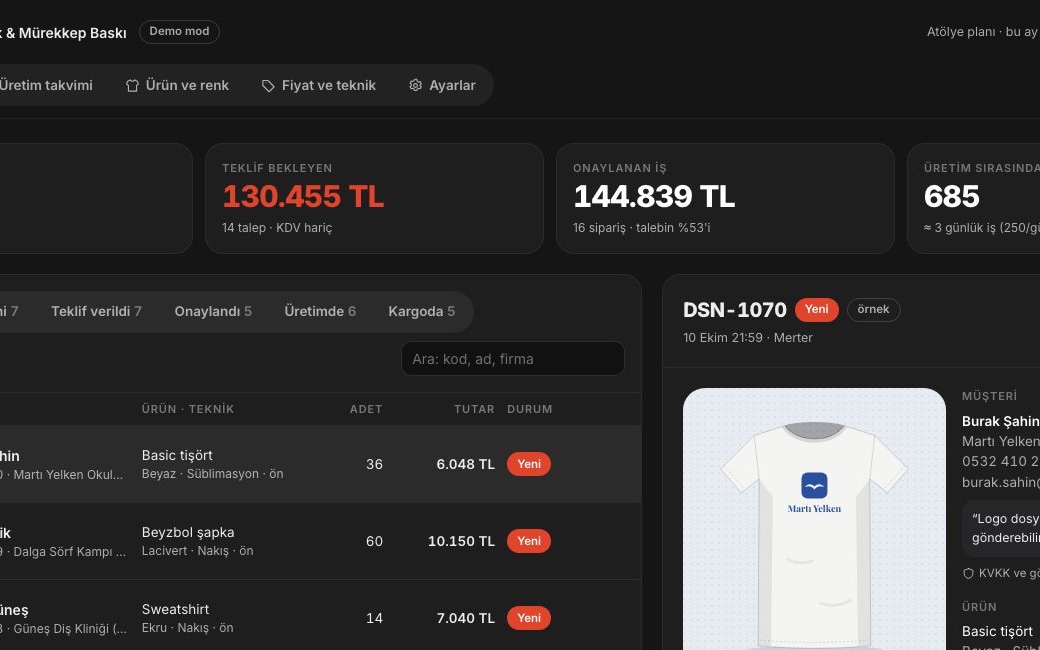 & Mürekkep Baskı Demo mod Atölye planı · bu ay
Üretim takvimi Ürün ve renk Fiyat ve teknik Ayarlar
TEKLİF BEKLEYEN
130.455 TL
14 talep · KDV hariç
ONAYLANAN İŞ
144.839 TL
16 sipariş · talebin %53'i
ÜRETİM SIRASINDA
685
≈ 3 günlük iş (250/gü
7 Teklif verildi 7 Onaylandı 5 Üretimde 6 Kargoda 5
Ara: kod, ad, firma
ÜRÜN · TEKNİK ADET TUTAR DURUM
hin
· Martı Yelken Okul...
Basic tişört
Beyaz · Süblimasyon · ön
36 6.048 TL Yeni
ik
· Dalga Sörf Kampı ...
Beyzbol şapka
Lacivert · Nakış · ön
60 10.150 TL Yeni
üneş
· Güneş Diş Kliniği (...
Sweatshirt
Ekru · Nakış · ön
14 7.040 TL Yeni
DSN-1070 Yeni örnek
10 Ekim 21:59 · Merter
Martı Yelken
MÜŞTERİ
Burak Şahin
Martı Yelken
0532 410 2
burak.sahin@
“Logo dosy
gönderebilir
KVKK ve gö
ÜRÜN
Basic tişört